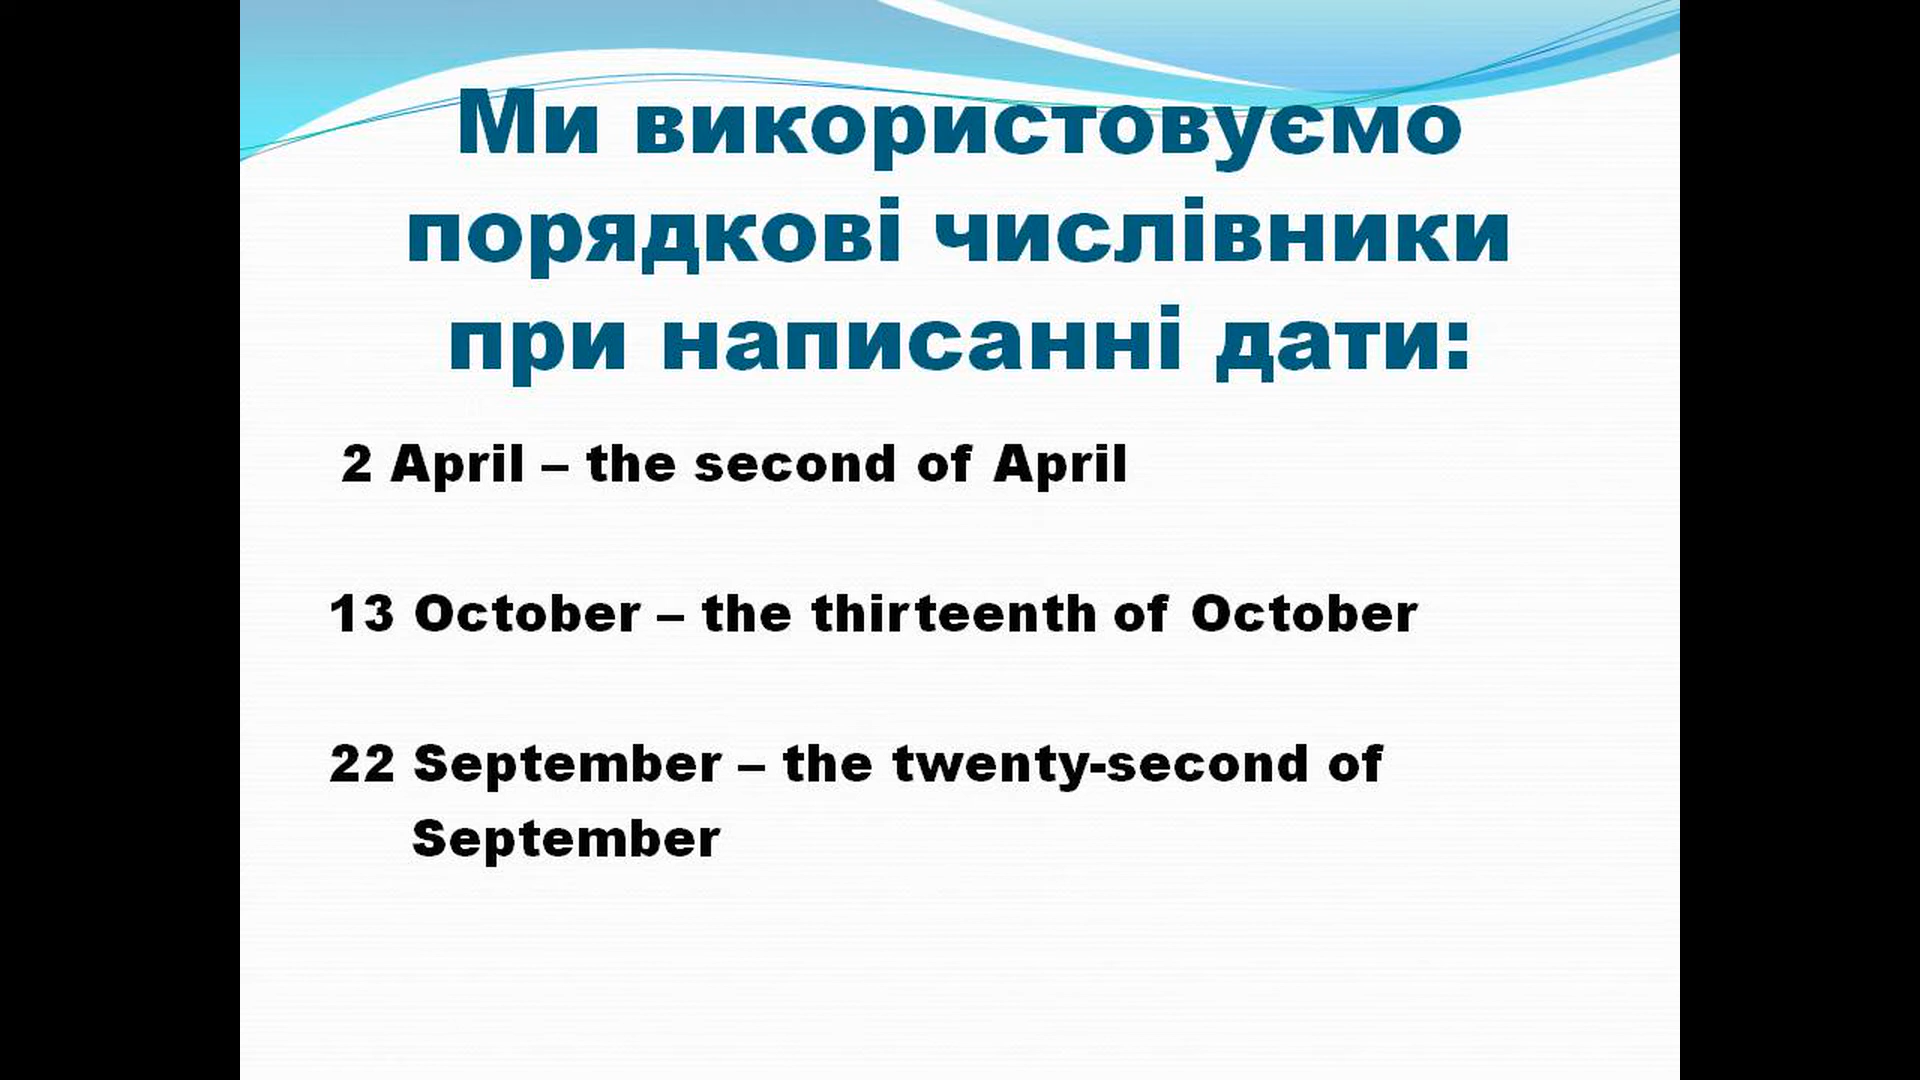 Ми використовуємо
порядкові числівники
при написанні дати:
2 April – the second of April
13 October – the thirteenth of October
22 September – the twenty-second of
September